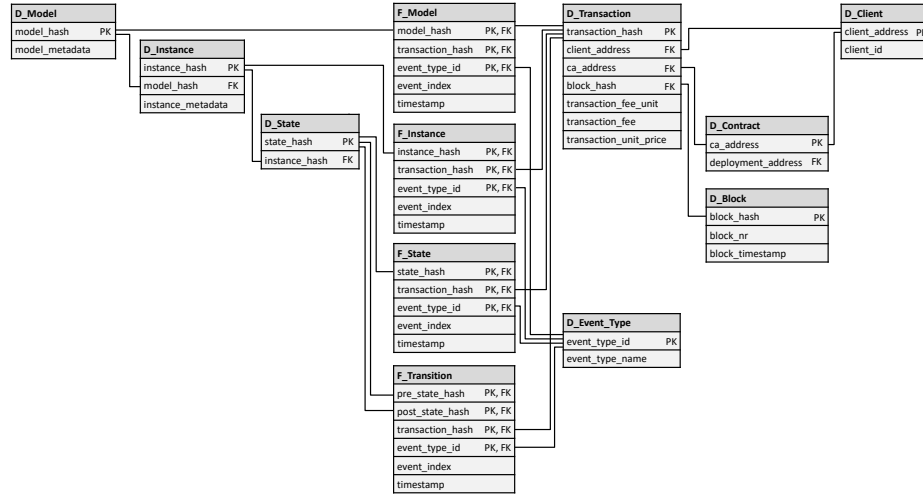 D_Model
model_hash PK
model_metadata
D_Instance
instance_hash PK
model_hash FK
instance_metadata
D_State
state_hash PK
instance_hash FK
F_Model
model_hash PK, FK
transaction_hash PK, FK
event_type_id PK, FK
event_index
timestamp
F_Instance
instance_hash PK, FK
transaction_hash PK, FK
event_type_id PK, FK
event_index
timestamp
F_State
state_hash PK, FK
transaction_hash PK, FK
event_type_id PK, FK
event_index
timestamp
F_Transition
pre_state_hash PK, FK
post_state_hash PK, FK
transaction_hash PK, FK
event_type_id PK, FK
event_index
timestamp
D_Transaction
transaction_hash PK
client_address FK
ca_address FK
block_hash FK
transaction_fee_unit
transaction_fee
transaction_unit_price
D_Event_Type
event_type_id PK
event_type_name
D_Client
client_address PK
client_id
D_Contract
ca_address PK
deployment_address FK
D_Block
block_hash PK
block_nr
block_timestamp